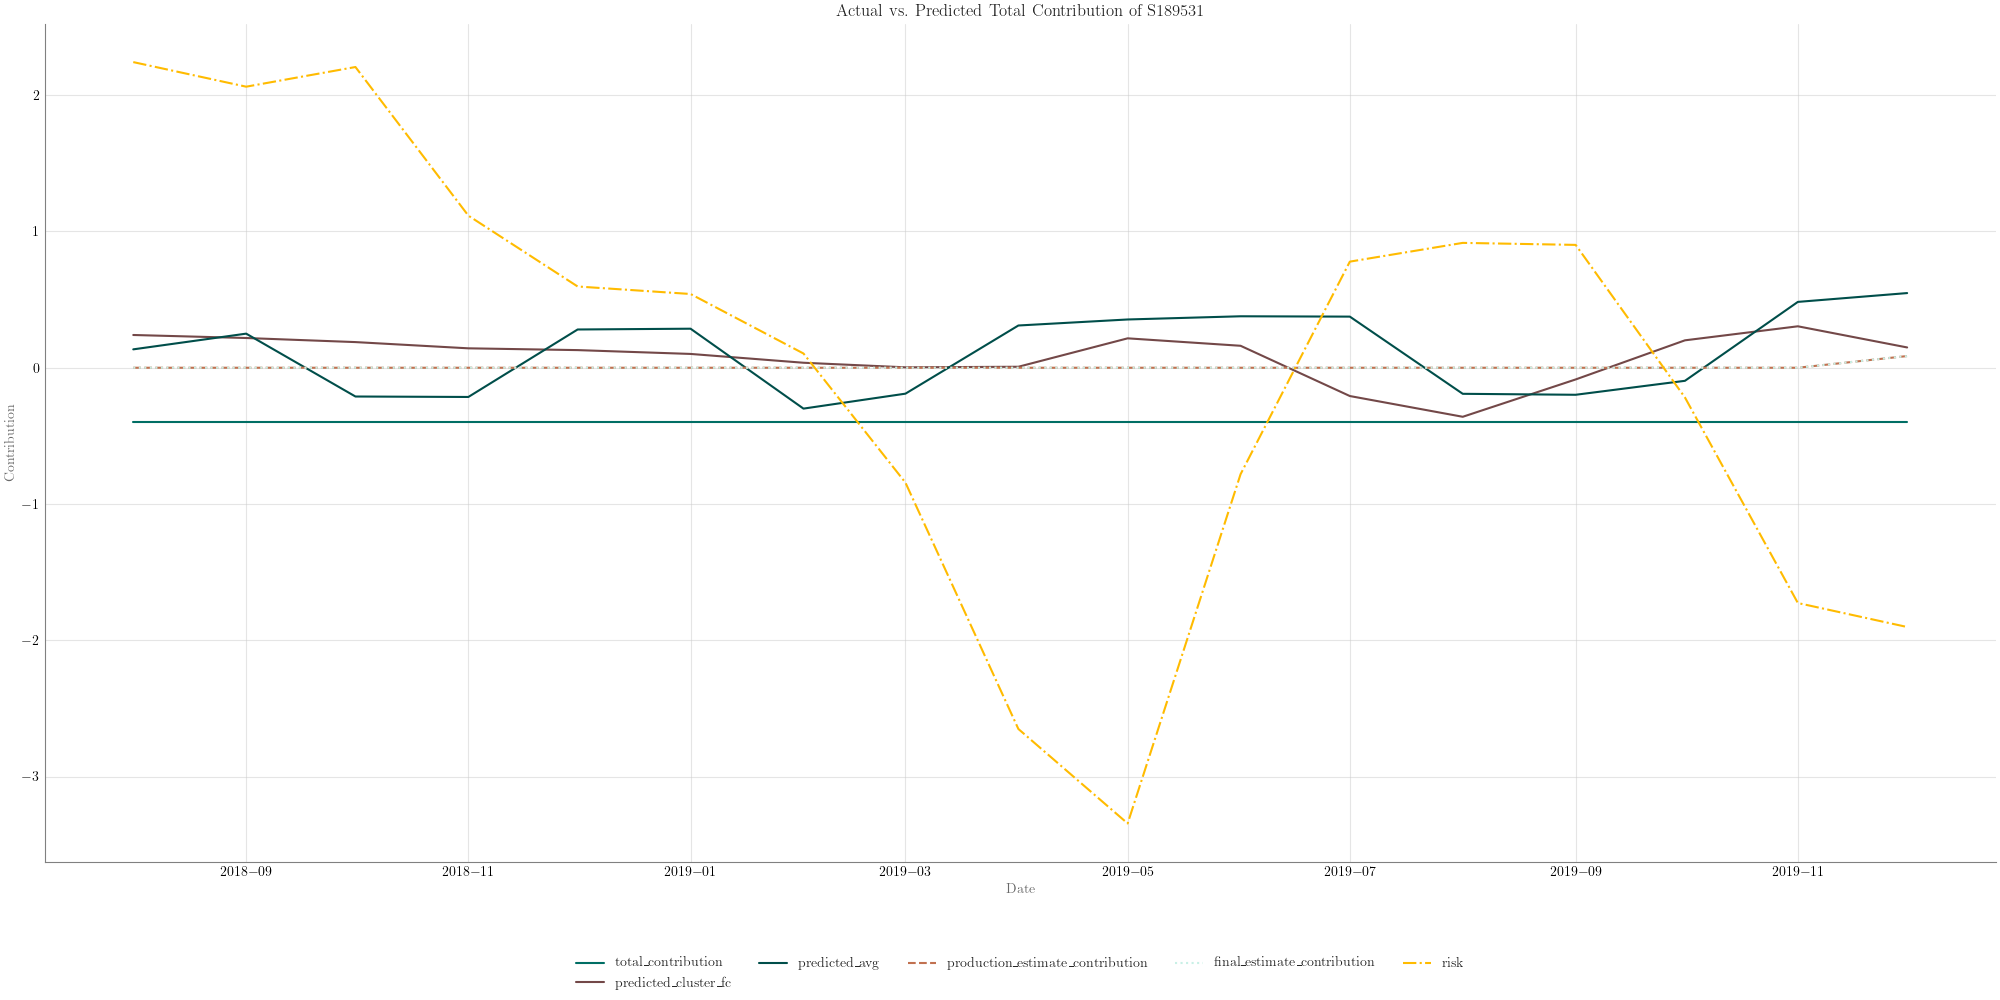 Actual vs. Predicted Total Contribution of S189531
2
1
0
−1
−2
−3
Contribution
2018−09 2018−11 2019−01 2019−03 2019−05 2019−07 2019−09 2019−11
Date
total_contribution predicted_avg production_estimate_contribution final_estimate_contribution risk
predicted_cluster_fc